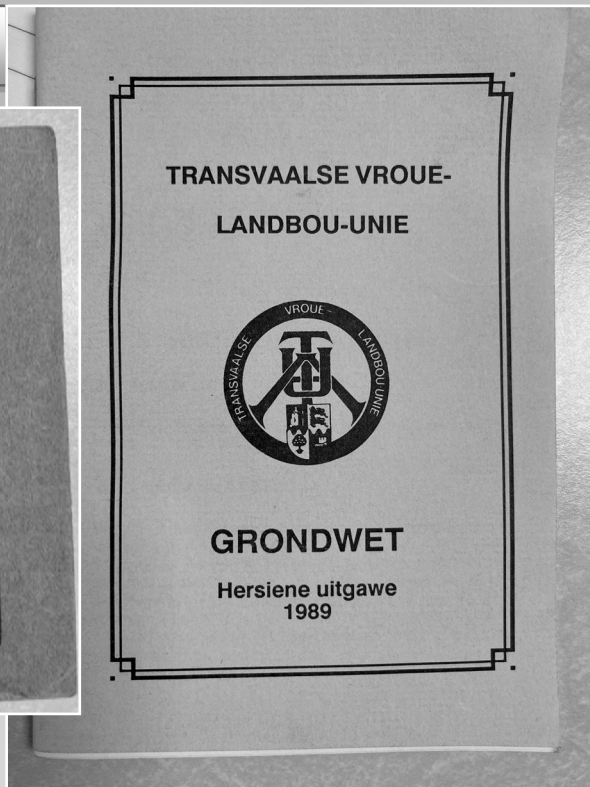 TRANSVAALSE VROUE-
LANDBOU-UNIE
TRANSVAALSE VROUE- LANDBOU-UNIE
GRONDWET
Hersiene uitgawe
1989